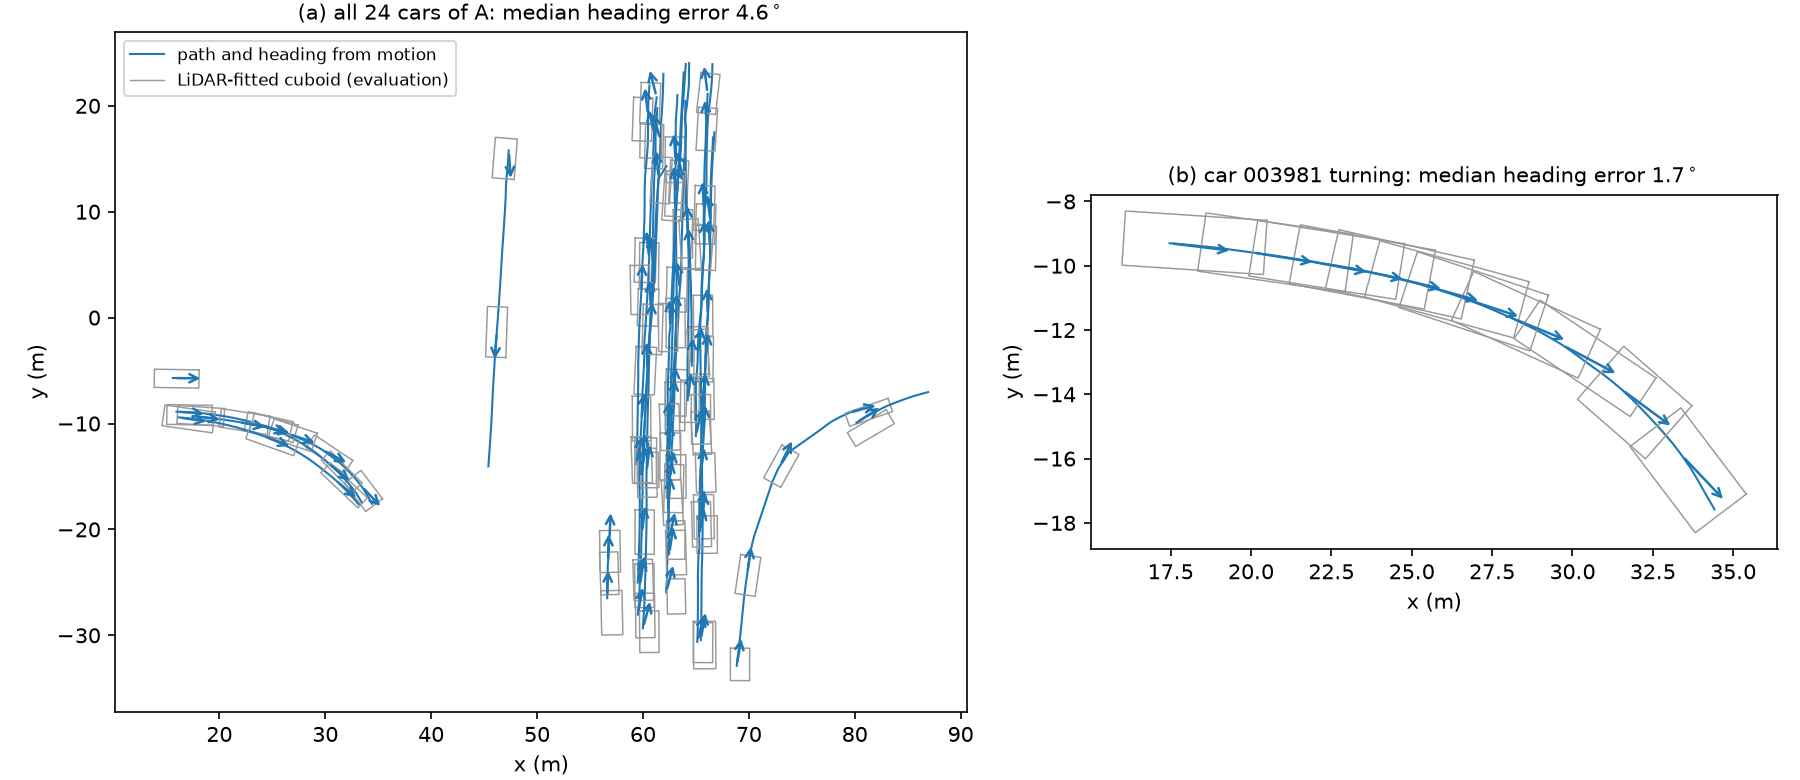 (a) all 24 cars of A: median heading error 4.6°
path and heading from motion
LiDAR-fitted cuboid (evaluation)
20
10
0
−10
−20
−30
y (m)
20 30 40 50 60 70 80 90
x (m)
(b) car 003981 turning: median heading error 1.7°
−8
−10
−12
−14
−16
−18
y (m)
17.5 20.0 22.5 25.0 27.5 30.0 32.5 35.0
x (m)